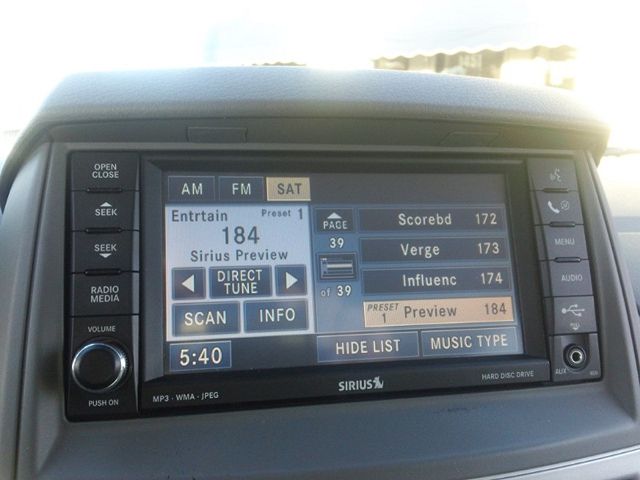 OPEN
CLOSE
SEEK
SEEK
RADIO
MEDIA
VOLUME
PUSH ON
AM FM SAT
Entrtain Preset 1
184
Sirius Preview
DIRECT
TUNE
SCAN INFO
5:40
PAGE
39
of 39
Scorebd 172
Verge 173
Influenc 174
PRESET
1
Preview 184
HIDE LIST MUSIC TYPE
MENU
AUDIO
AUX
MP3 · WMA · JPEG
SIRIUS
HARD DISC DRIVE